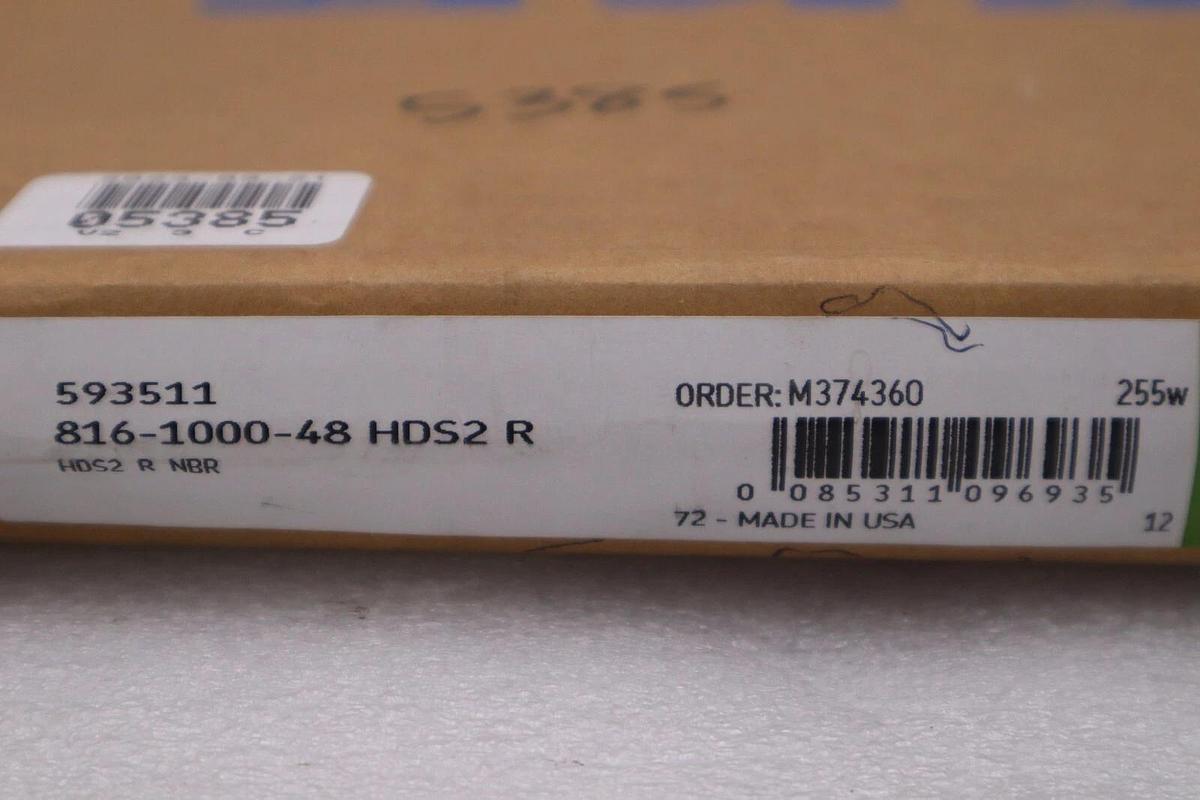 5385
05385
593511
816-1000-48 HDS2 R
HDS2 R NBR
ORDER: M374360
255w
0 085311 096935
72 - MADE IN USA
12